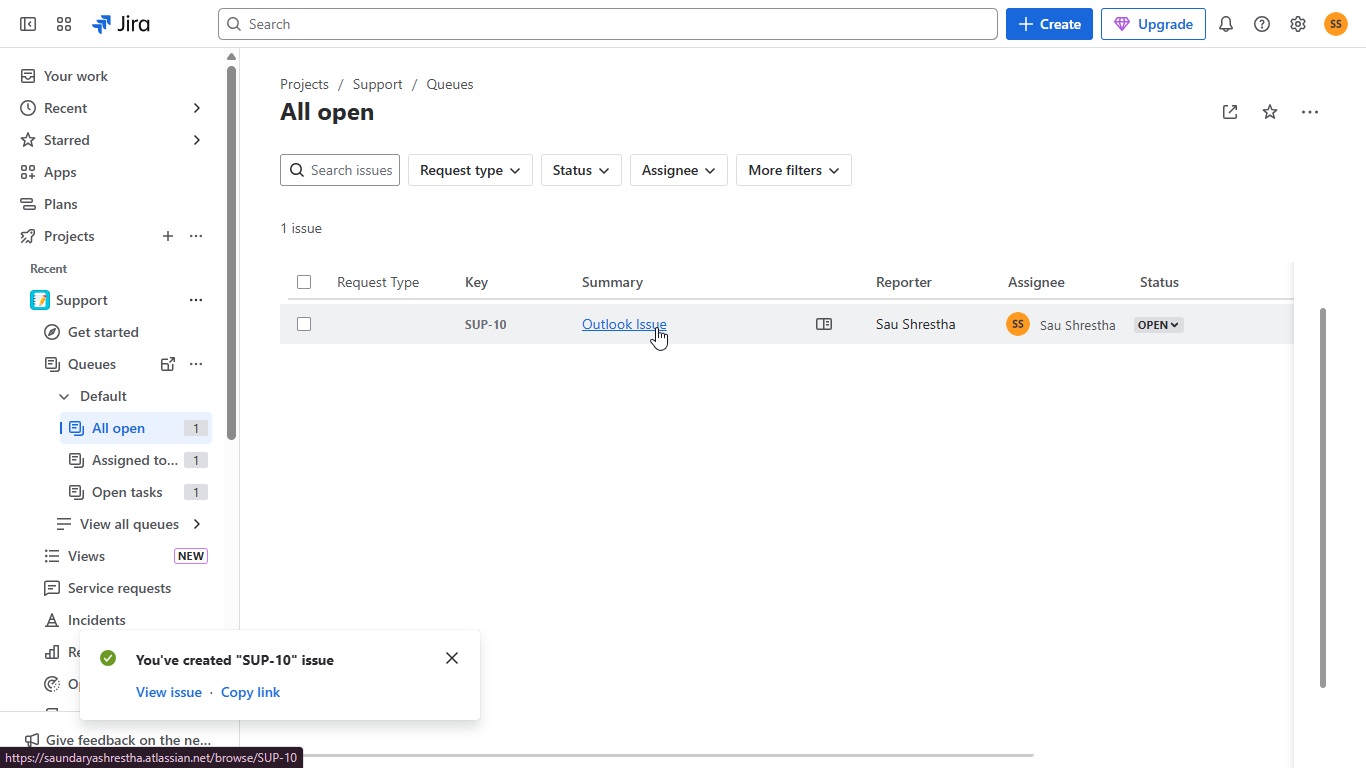 Jira
Search
Create
Upgrade
SS
Your work
Recent
Starred
Apps
Plans
Projects
Recent
Support
Get started
Queues
Default
All open 1
Assigned to... 1
Open tasks 1
View all queues
Views NEW
Service requests
Incidents
Re
Op
Give feedback on the ne...
Projects / Support / Queues
All open
Search issues
Request type
Status
Assignee
More filters
1 issue
Request Type Key Summary Reporter Assignee Status
SUP-10 Outlook Issue Sau Shrestha SS Sau Shrestha OPEN
You've created "SUP-10" issue
View issue · Copy link
https://saundaryashrestha.atlassian.net/browse/SUP-10